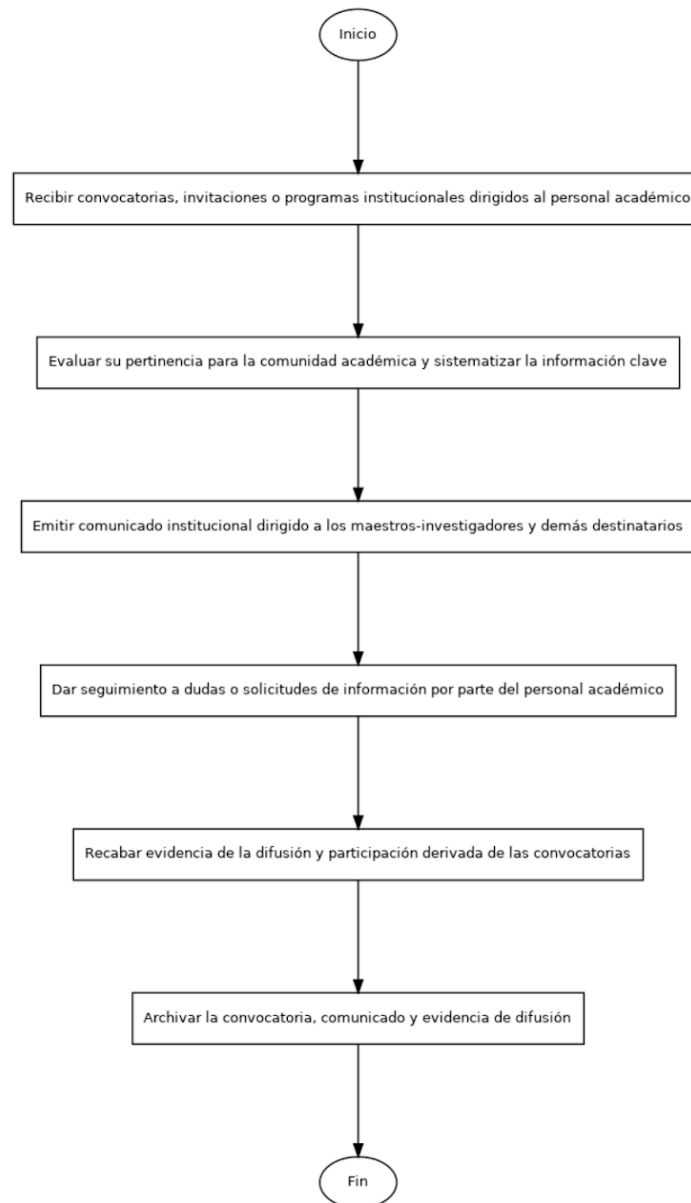 Inicio
Recibir convocatorias, invitaciones o programas institucionales dirigidos al personal académico
Evaluar su pertinencia para la comunidad académica y sistematizar la información clave
Emitir comunicado institucional dirigido a los maestros-investigadores y demás destinatarios
Dar seguimiento a dudas o solicitudes de información por parte del personal académico
Recabar evidencia de la difusión y participación derivada de las convocatorias
Archivar la convocatoria, comunicado y evidencia de difusión
Fin